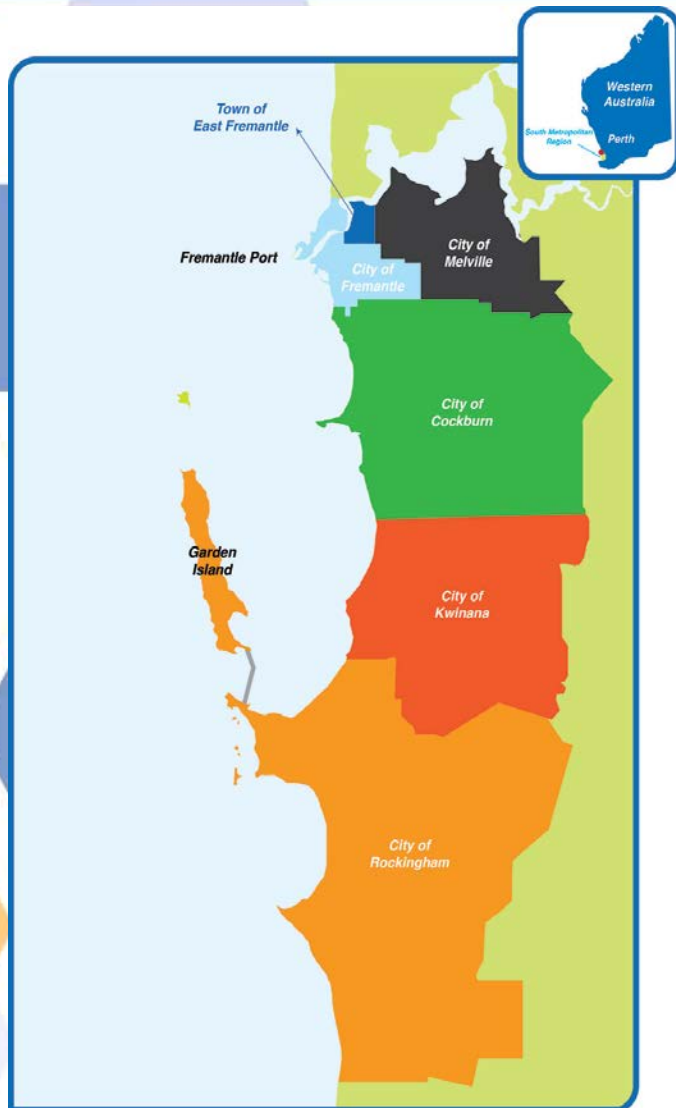 Western
Australia
South Metropolitan
Region
Perth
Town of
East Fremantle
City of
Melville
Fremantle Port
City of
Fremantle
City of
Cockburn
Garden
Island
City of
Kwinana
City of
Rockingham